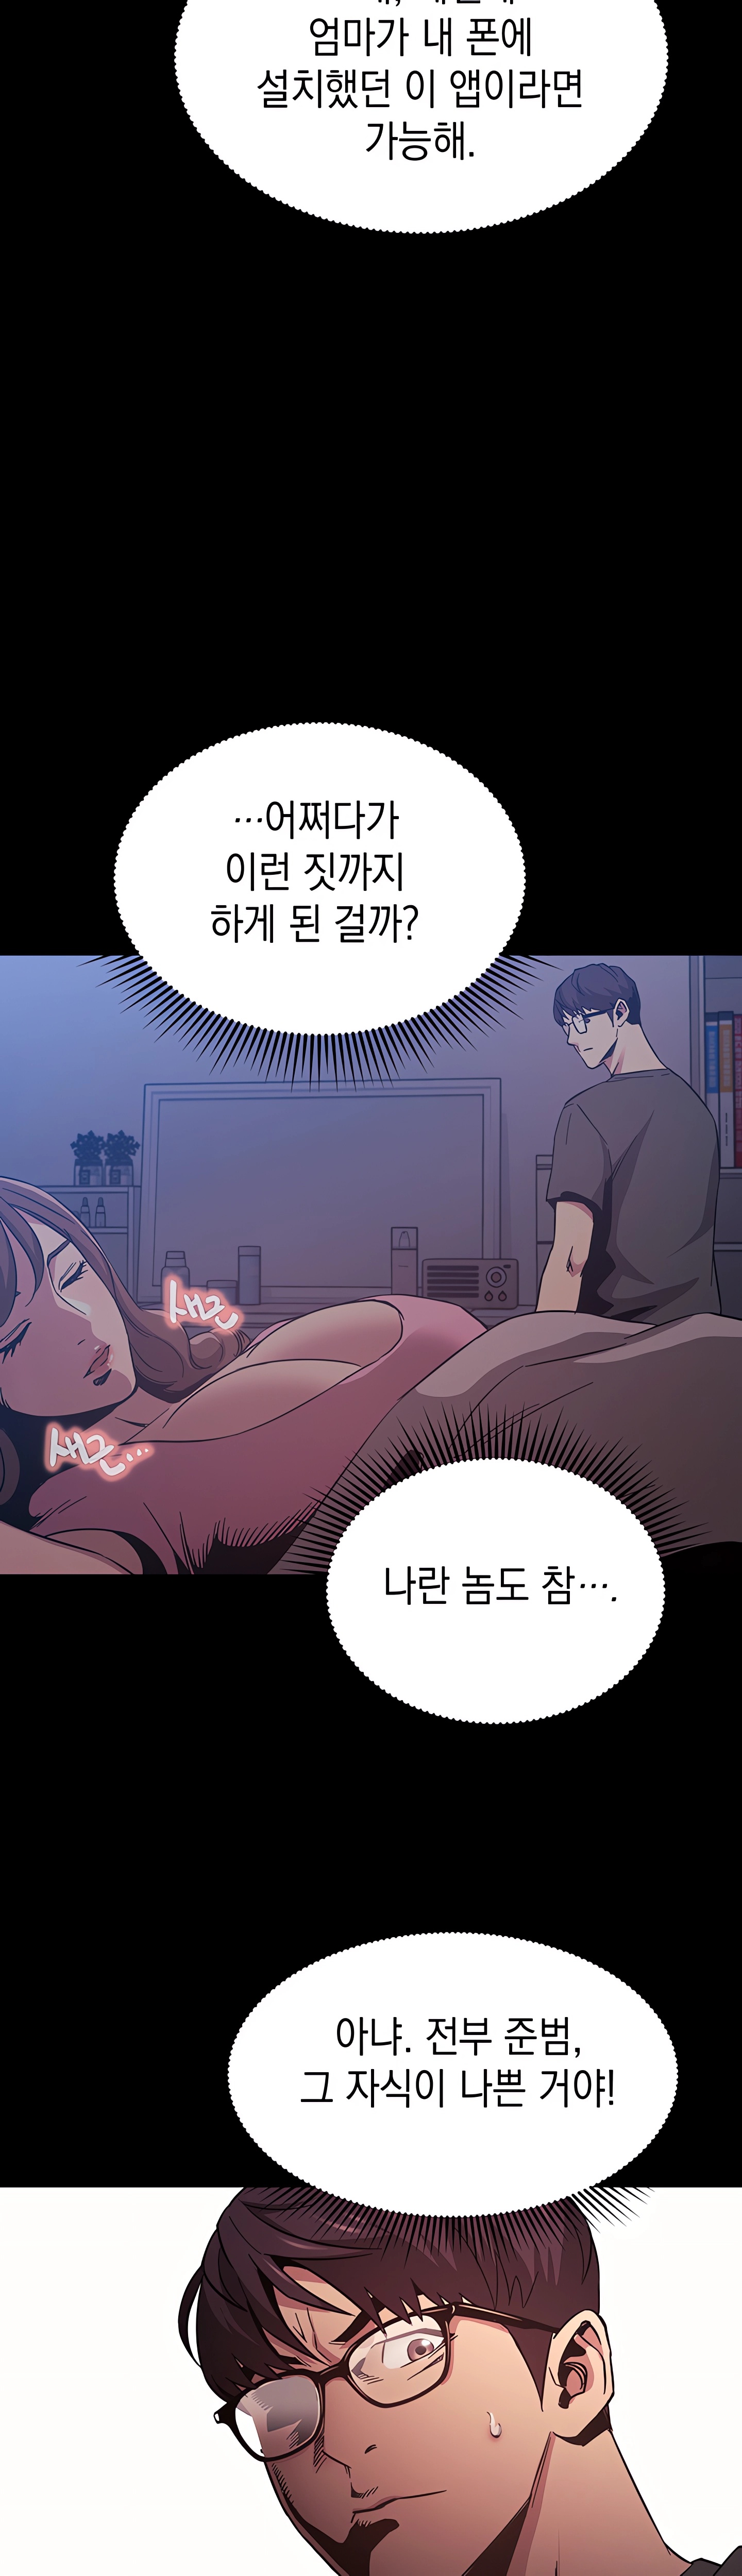 엄마가 내 폰에
설치했던 이 앱이라면
가능해.
…어쩌다가
이런 짓까지
하게 된 걸까?
새근
새근…
나란 놈도 참….
아냐. 전부 준범,
그 자식이 나쁜 거야!